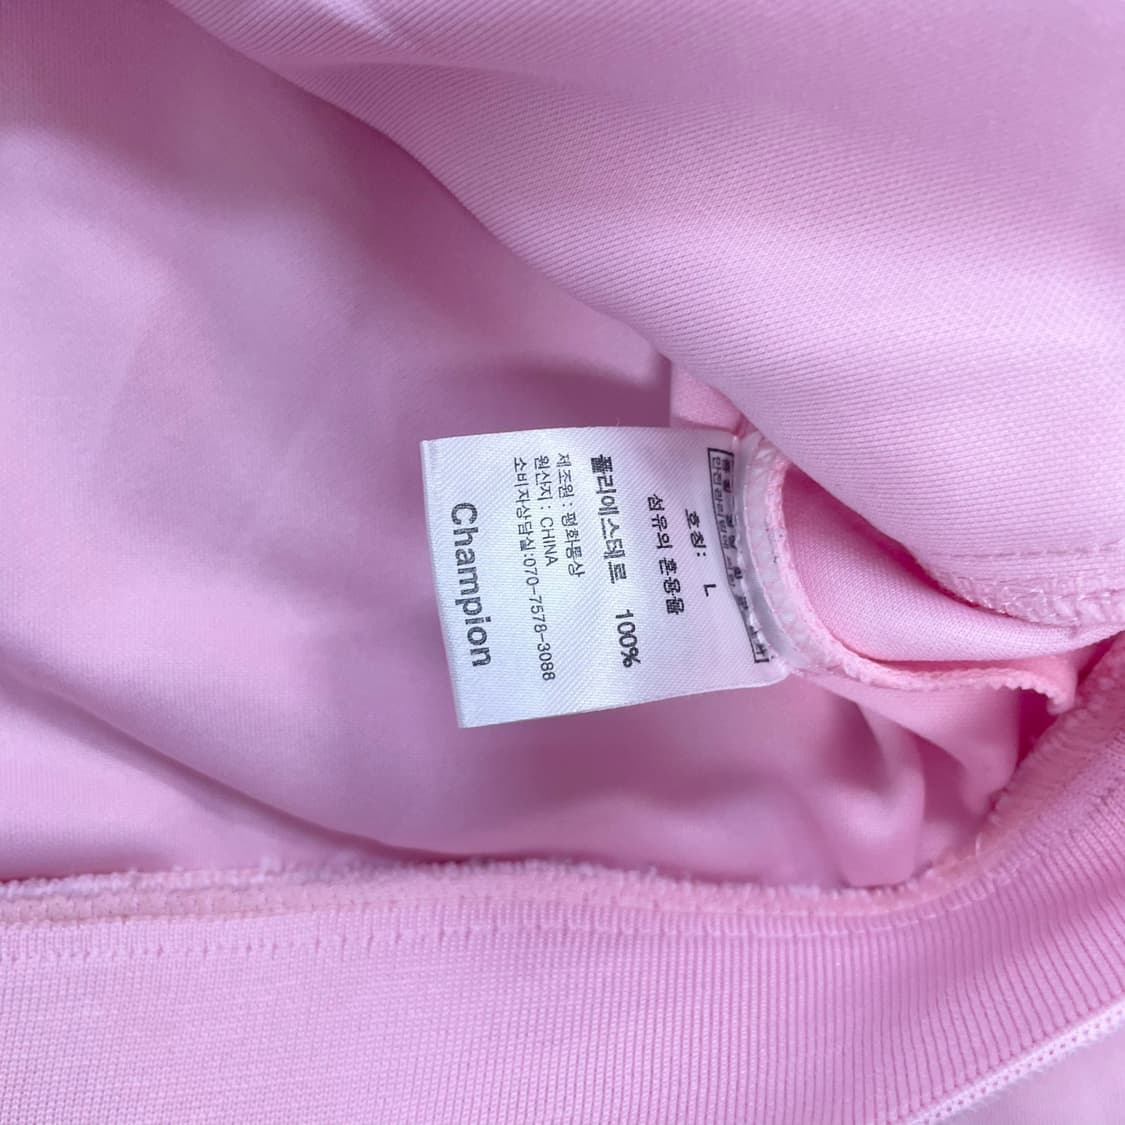 호칭: L
섬유의 혼용율
폴리에스테르 100%
제조원: 평화통상
원산지: CHINA
소비자상담실:070-7578-3088
Champion